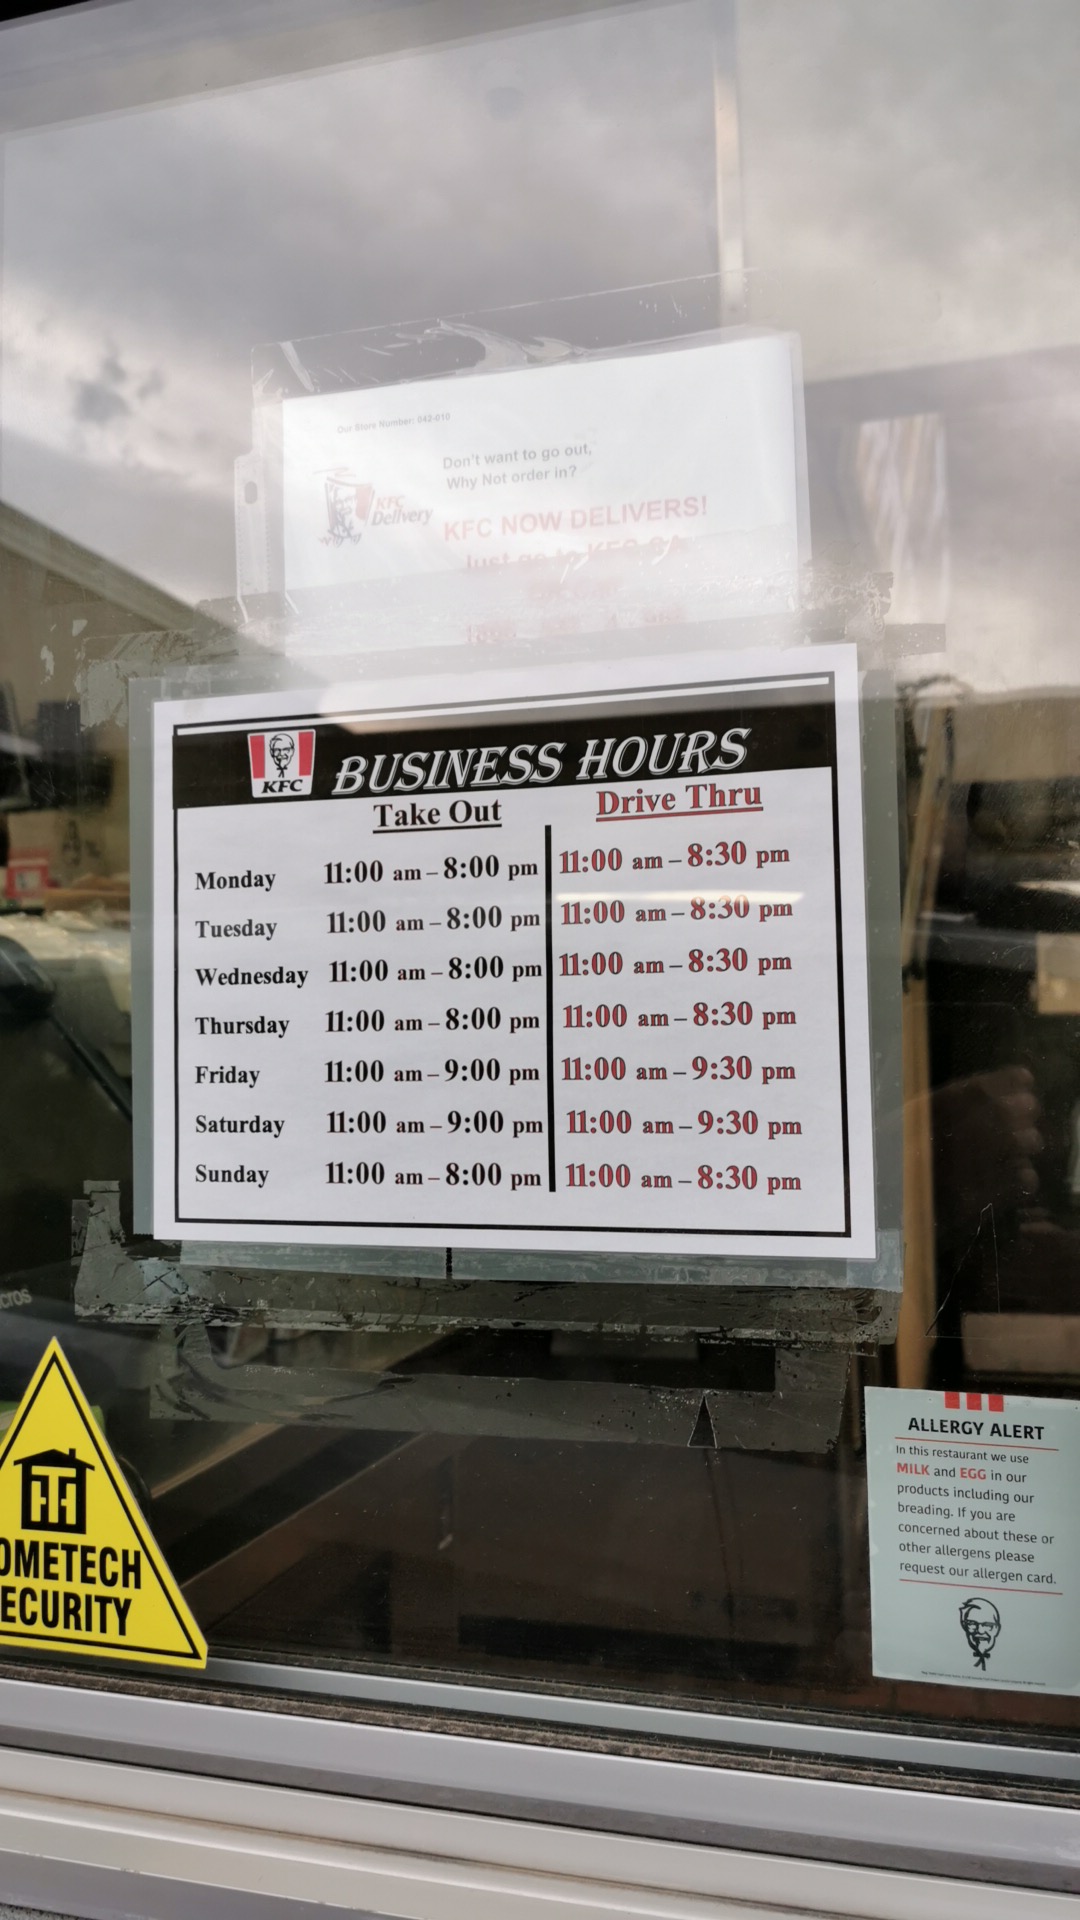 Our Store Number: 042-010
Don't want to go out,
Why Not order in?
KFC
Delivery
KFC NOW DELIVERS!
KFC
BUSINESS HOURS
Take Out Drive Thru
Monday 11:00 am – 8:00 pm 11:00 am – 8:30 pm
Tuesday 11:00 am – 8:00 pm 11:00 am – 8:30 pm
Wednesday 11:00 am – 8:00 pm 11:00 am – 8:30 pm
Thursday 11:00 am – 8:00 pm 11:00 am – 8:30 pm
Friday 11:00 am – 9:00 pm 11:00 am – 9:30 pm
Saturday 11:00 am – 9:00 pm 11:00 am – 9:30 pm
Sunday 11:00 am – 8:00 pm 11:00 am – 8:30 pm
cros
OMETECH
ECURITY
ALLERGY ALERT
In this restaurant we use
MILK and EGG in our
products including our
breading. If you are
concerned about these or
other allergens please
request our allergen card.